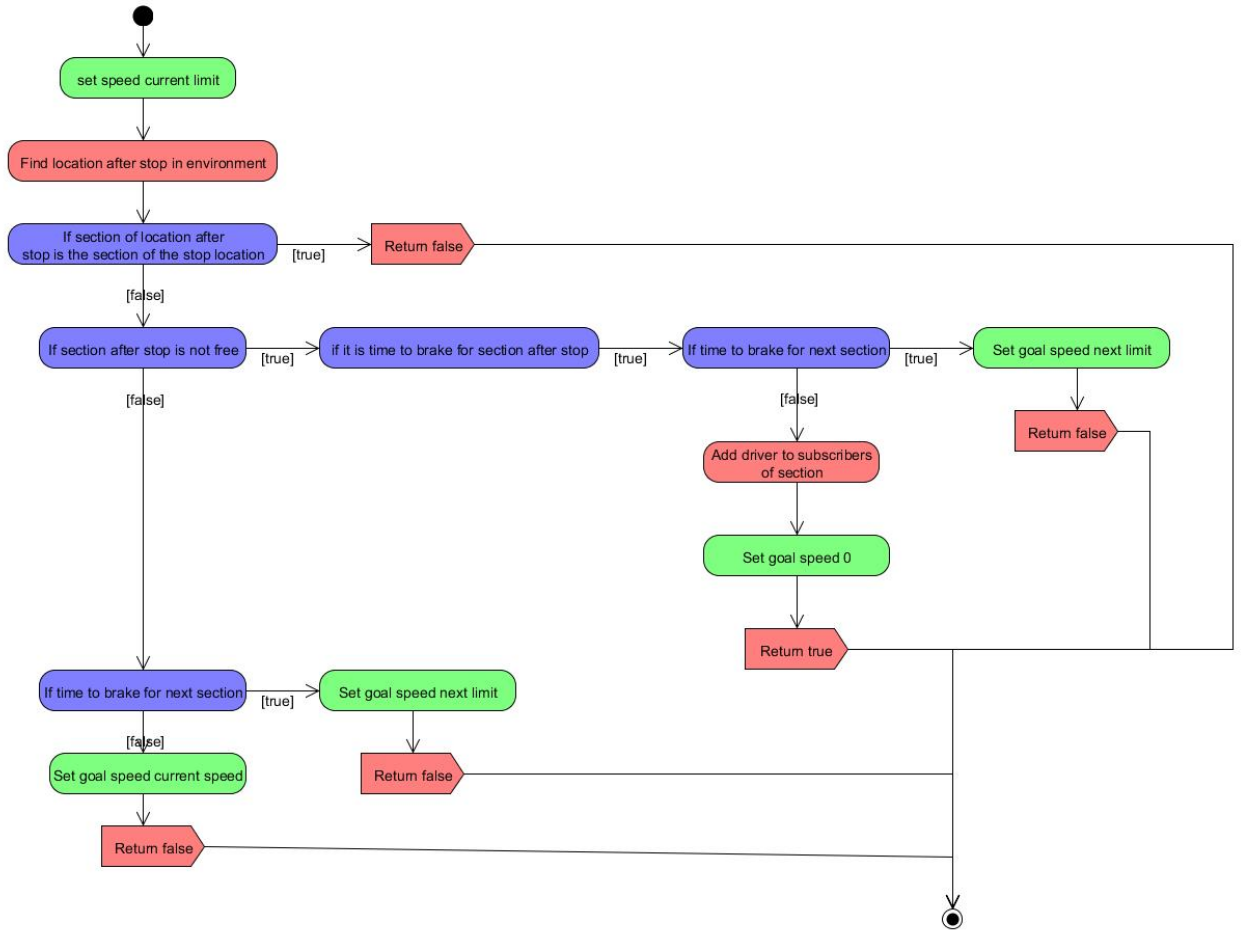 set speed current limit
Find location after stop in environment
If section of location after
stop is the section of the stop location
[true]
Return false
[false]
If section after stop is not free
[true]
if it is time to brake for section after stop
[true]
If time to brake for next section
[true]
Set goal speed next limit
[false]
[false]
Return false
Add driver to subscribers
of section
Set goal speed 0
Return true
If time to brake for next section
[true]
Set goal speed next limit
[false]
Set goal speed current speed
Return false
Return false